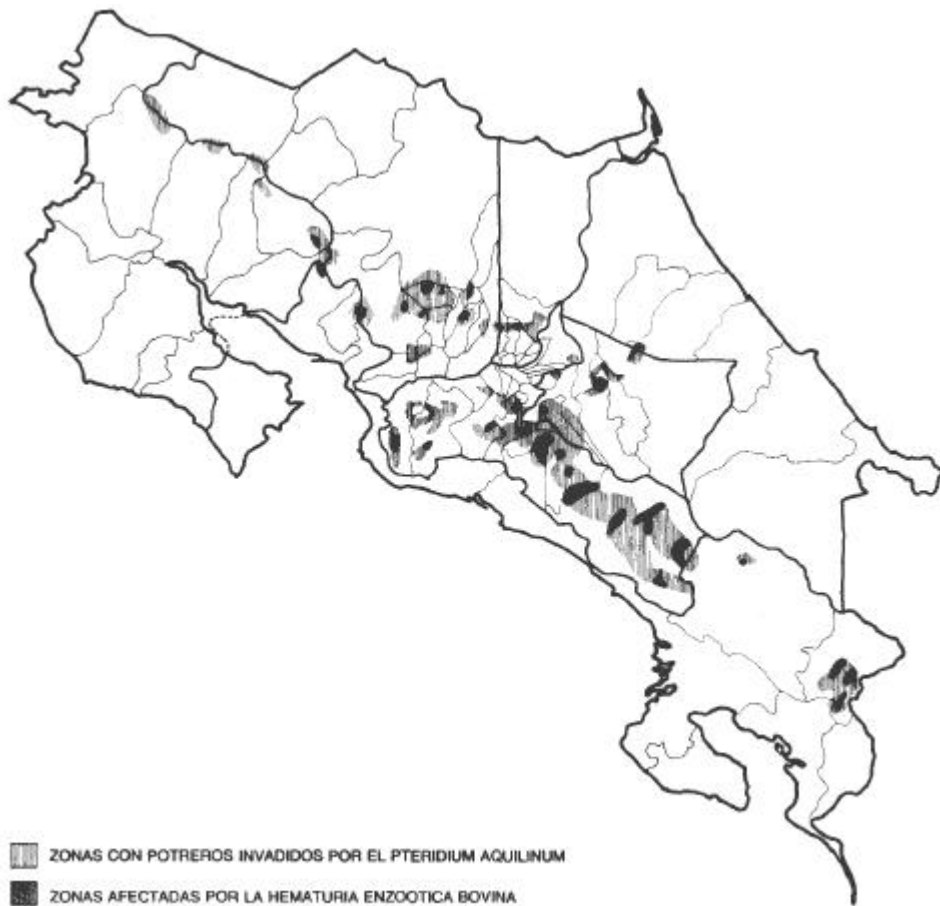 ZONAS CON POTREROS INVADIDOS POR EL PTERIDIUM AQUILINUM
ZONAS AFECTADAS POR LA HEMATURIA ENZOOTICA BOVINA